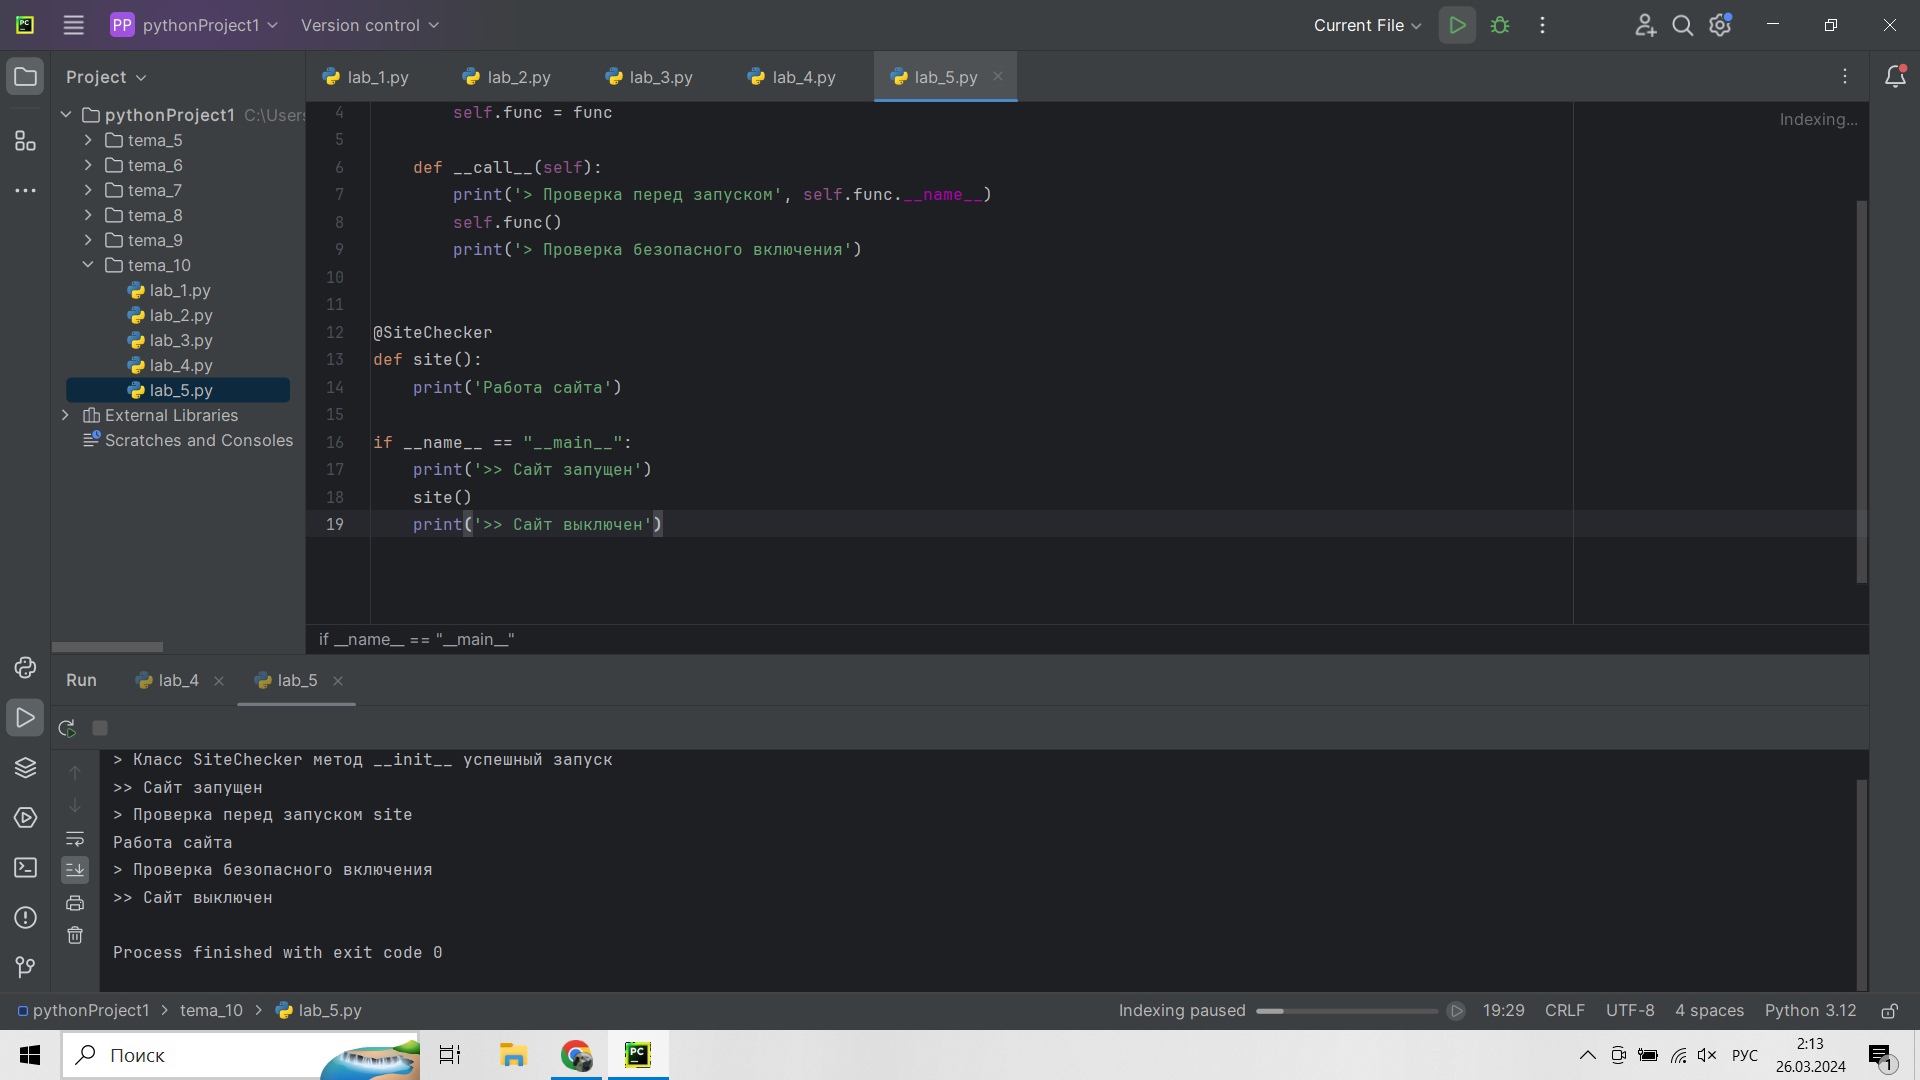 PP pythonProject1 Version control Current File
Project
lab_1.py lab_2.py lab_3.py lab_4.py lab_5.py
pythonProject1 C:\Users
tema_5
tema_6
tema_7
tema_8
tema_9
tema_10
lab_1.py
lab_2.py
lab_3.py
lab_4.py
lab_5.py
External Libraries
Scratches and Consoles
Indexing...
4 self.func = func
5
6 def __call__(self):
7 print('> Проверка перед запуском', self.func.__name__)
8 self.func()
9 print('> Проверка безопасного включения')
10
11
12 @SiteChecker
13 def site():
14 print('Работа сайта')
15
16 if __name__ == "__main__":
17 print('>> Сайт запущен')
18 site()
19 print('>> Сайт выключен')
if __name__ == "__main__"
Run lab_4 lab_5
> Класс SiteChecker метод __init__ успешный запуск
>> Сайт запущен
> Проверка перед запуском site
Работа сайта
> Проверка безопасного включения
>> Сайт выключен
Process finished with exit code 0
pythonProject1 > tema_10 > lab_5.py Indexing paused 19:29 CRLF UTF-8 4 spaces Python 3.12
Поиск PC РУС 2:13
26.03.2024 1